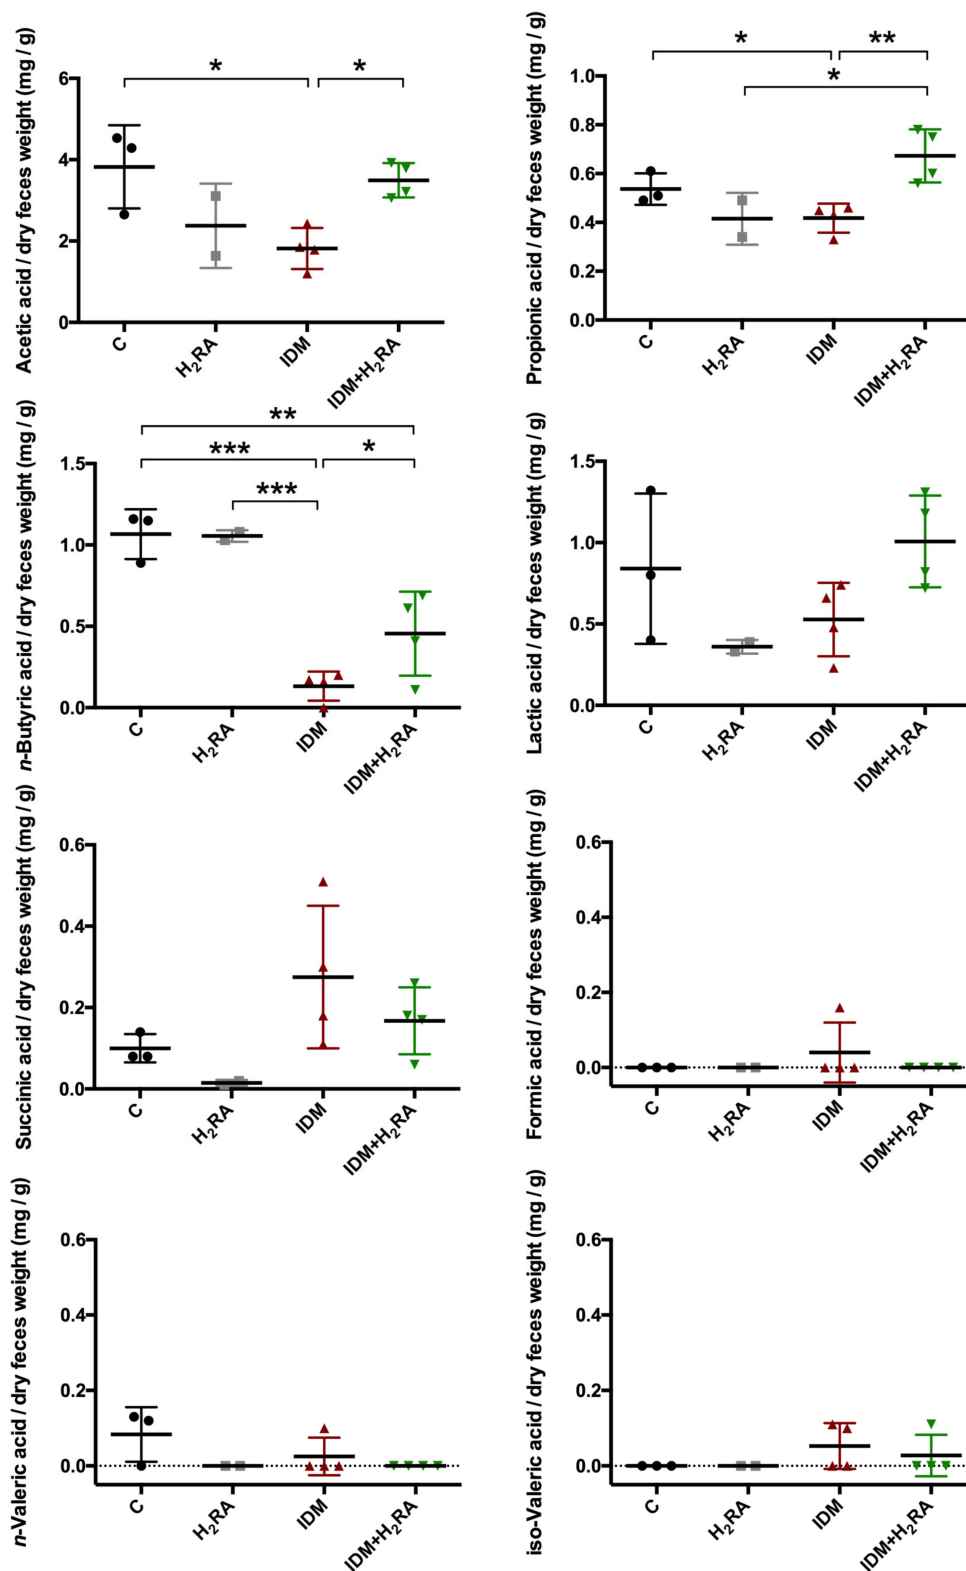 Acetic acid / dry feces weight (mg / g)
6
4
2
0
*
*
C
H₂RA
IDM
IDM+H₂RA
Propionic acid / dry feces weight (mg / g)
1.0
0.8
0.6
0.4
0.2
0.0
*
**
*
C
H₂RA
IDM
IDM+H₂RA
n-Butyric acid / dry feces weight (mg / g)
1.5
1.0
0.5
0.0
**
***
*
***
C
H₂RA
IDM
IDM+H₂RA
Lactic acid / dry feces weight (mg / g)
1.5
1.0
0.5
0.0
C
H₂RA
IDM
IDM+H₂RA
Succinic acid / dry feces weight (mg / g)
0.6
0.4
0.2
0.0
C
H₂RA
IDM
IDM+H₂RA
Formic acid / dry feces weight (mg / g)
0.6
0.4
0.2
0.0
C
H₂RA
IDM
IDM+H₂RA
n-Valeric acid / dry feces weight (mg / g)
0.6
0.4
0.2
0.0
C
H₂RA
IDM
IDM+H₂RA
iso-Valeric acid / dry feces weight (mg / g)
0.6
0.4
0.2
0.0
C
H₂RA
IDM
IDM+H₂RA